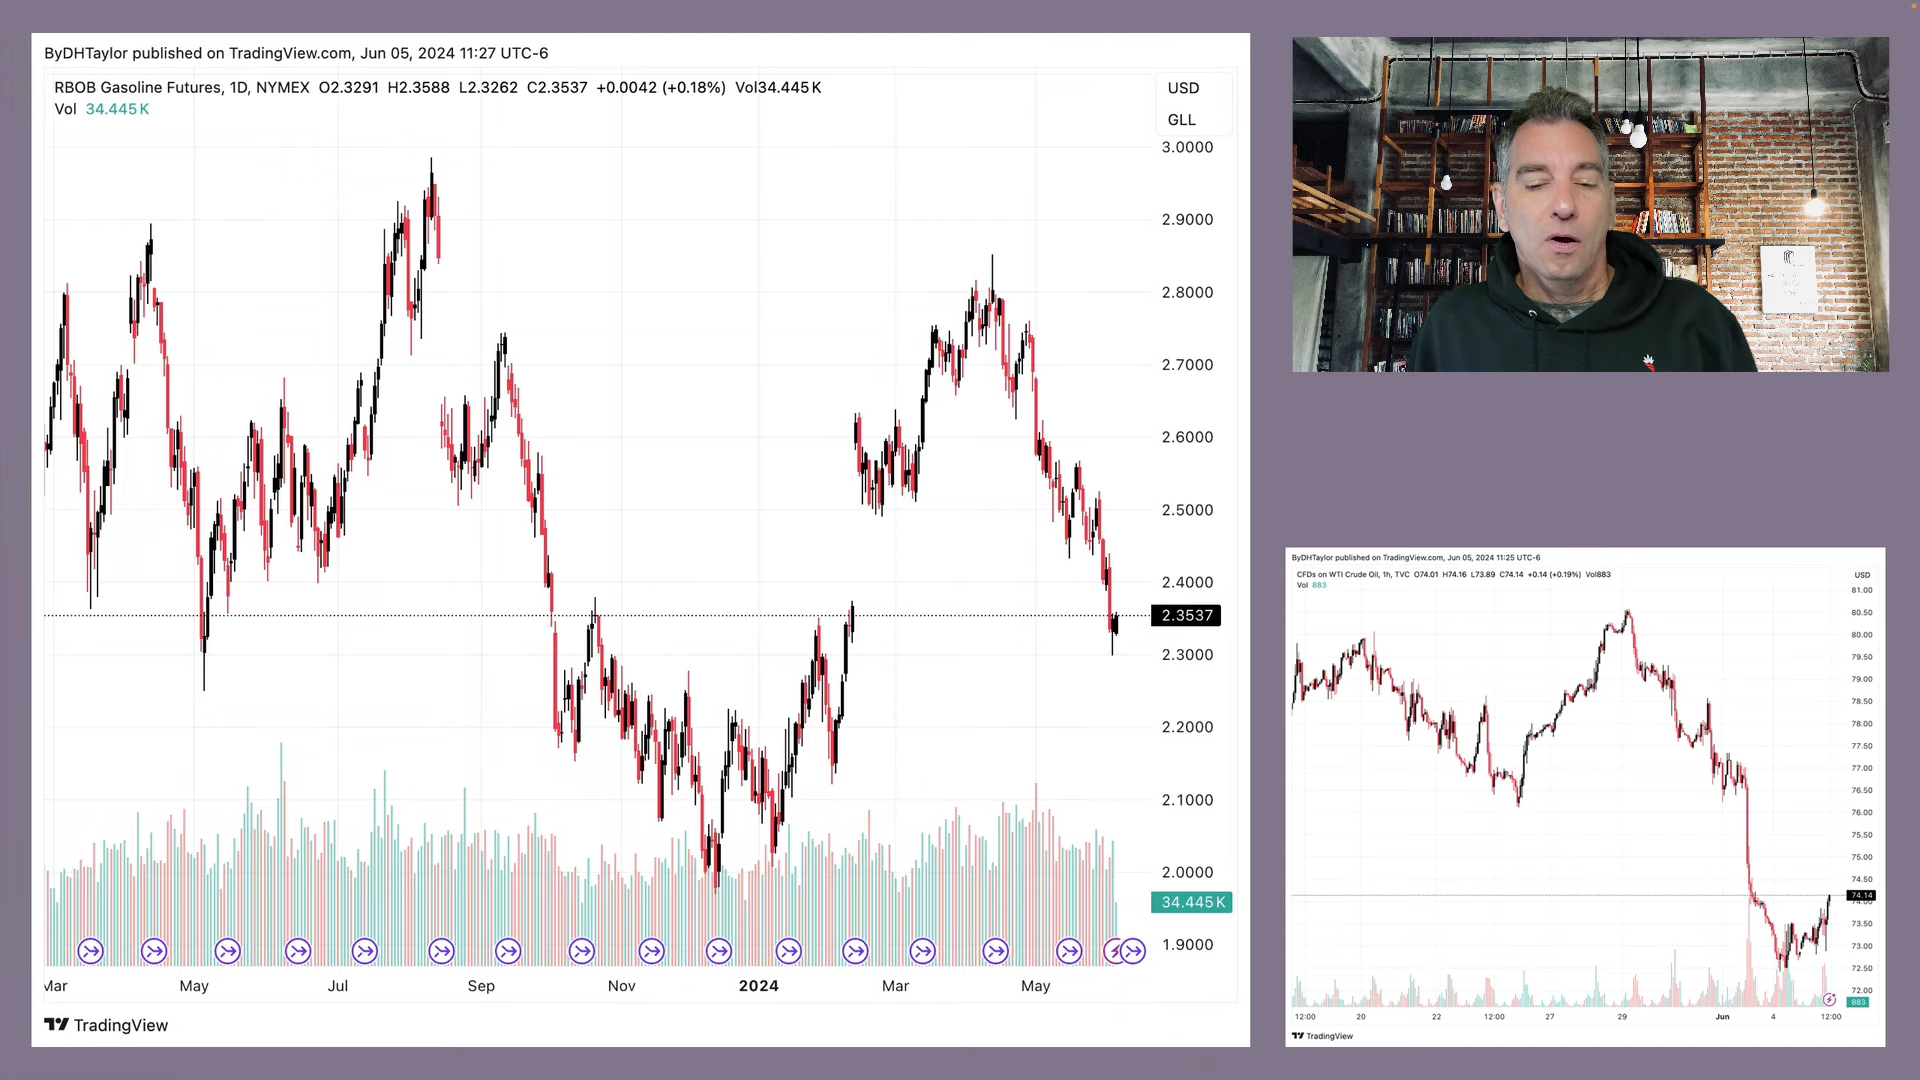 ByDHTaylor published on TradingView.com, Jun 05, 2024 11:27 UTC-6
RBOB Gasoline Futures, 1D, NYMEX O2.3291 H2.3588 L2.3262 C2.3537 +0.0042 (+0.18%) Vol34.445K
Vol 34.445K
USD
GLL
3.0000
2.9000
2.8000
2.7000
2.6000
2.5000
2.4000
2.3537
2.3000
2.2000
2.1000
2.0000
34.445K
1.9000
Mar May Jul Sep Nov 2024 Mar May
TradingView
ByDHTaylor published on TradingView.com, Jun 05, 2024 11:25 UTC-6
CFDs on WTI Crude Oil, 1h, TVC O74.01 H74.16 L73.89 C74.14 +0.14 (+0.19%) Vol883
Vol 883
USD
81.00
80.50
80.00
79.50
79.00
78.50
78.00
77.50
77.00
76.50
76.00
75.50
75.00
74.50
74.14
74.00
73.50
73.00
72.50
72.00
883
12:00 20 22 12:00 27 29 Jun 4 12:00
TradingView